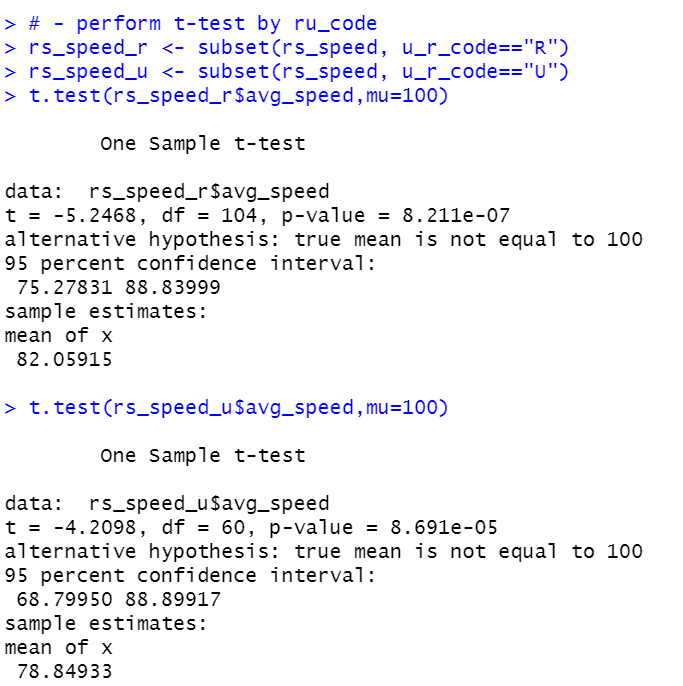 > # - perform t-test by ru_code
> rs_speed_r <- subset(rs_speed, u_r_code=="R")
> rs_speed_u <- subset(rs_speed, u_r_code=="U")
> t.test(rs_speed_r$avg_speed,mu=100)
One Sample t-test
data:  rs_speed_r$avg_speed
t = -5.2468, df = 104, p-value = 8.211e-07
alternative hypothesis: true mean is not equal to 100
95 percent confidence interval:
75.27831 88.83999
sample estimates:
mean of x
82.05915
> t.test(rs_speed_u$avg_speed,mu=100)
One Sample t-test
data:  rs_speed_u$avg_speed
t = -4.2098, df = 60, p-value = 8.691e-05
alternative hypothesis: true mean is not equal to 100
95 percent confidence interval:
68.79950 88.89917
sample estimates:
mean of x
78.84933